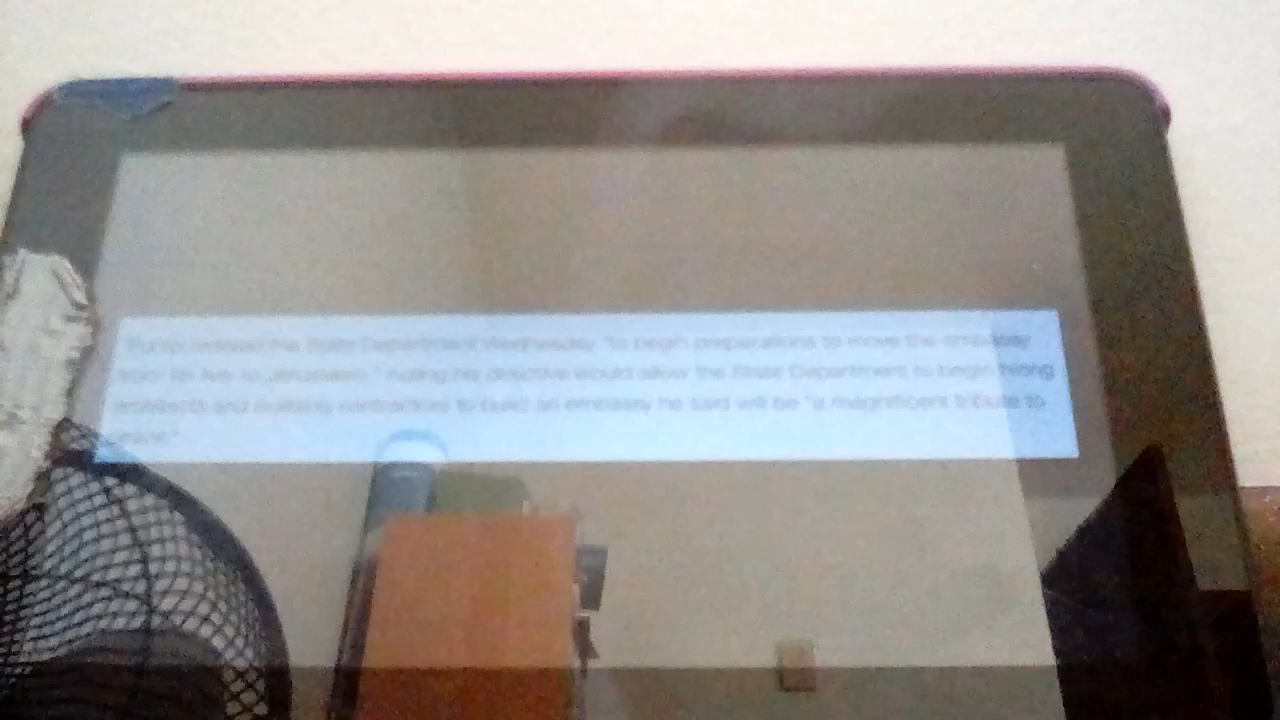 Trump ordered his State Department Wednesday "to begin preparations to move the embassy
from Tel Aviv to Jerusalem," noting his directive would allow the State Department to begin hiring
architects and building contractors to build an embassy he said will be "a magnificent tribute to
peace."